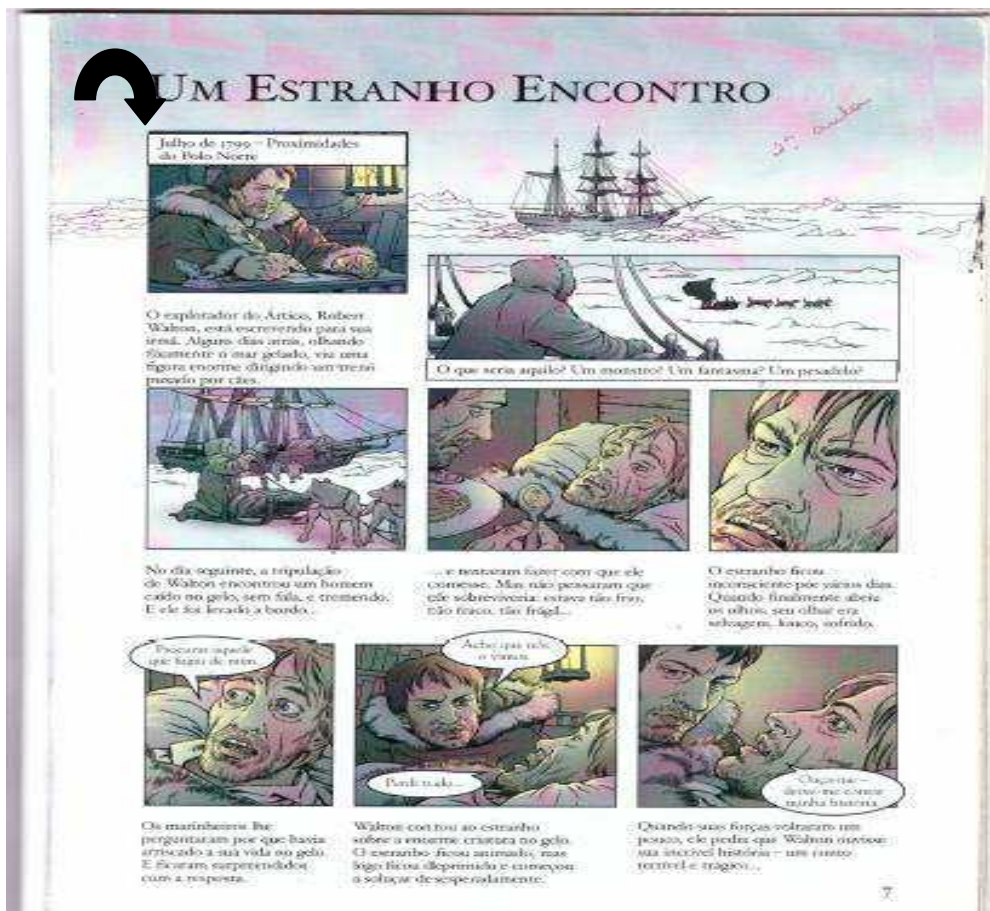 UM ESTRANHO ENCONTRO
Julho de 1799 – Proximidades
do Polo Norte
O explorador do Ártico, Robert
Walton, está escrevendo para sua
irmã. Alguns dias atrás, olhando
fixamente o mar gelado, viu uma
figura enorme dirigindo um trenó
puxado por cães.
O que seria aquilo? Um monstro? Um fantasma? Um pesadelo?
No dia seguinte, a tripulação
de Walton encontrou um homem
caído no gelo, sem fala, e tremendo.
E ele foi levado a bordo...
... e tentaram fazer com que ele
comesse. Mas não pensaram que
ele sobreviveria: estava tão frio,
tão fraco, tão frágil...
O estranho ficou
inconsciente por vários dias.
Quando finalmente abriu
os olhos, seu olhar era
selvagem, louco, sofrido.
Procurar aquele
que fugiu de mim.
Acho que nós
o vimos.
Perdi tudo...
Ouça-me –
deixe-me contar
minha história.
Os marinheiros lhe
perguntaram por que havia
arriscado a sua vida no gelo.
E ficaram surpreendidos
com a resposta.
Walton contou ao estranho
sobre a enorme criatura no gelo.
O estranho ficou animado, mas
logo ficou deprimido e começou
a soluçar desesperadamente.
Quando suas forças voltaram um
pouco, ele pediu que Walton ouvisse
sua incrível história – um conto
terrível e trágico...
7